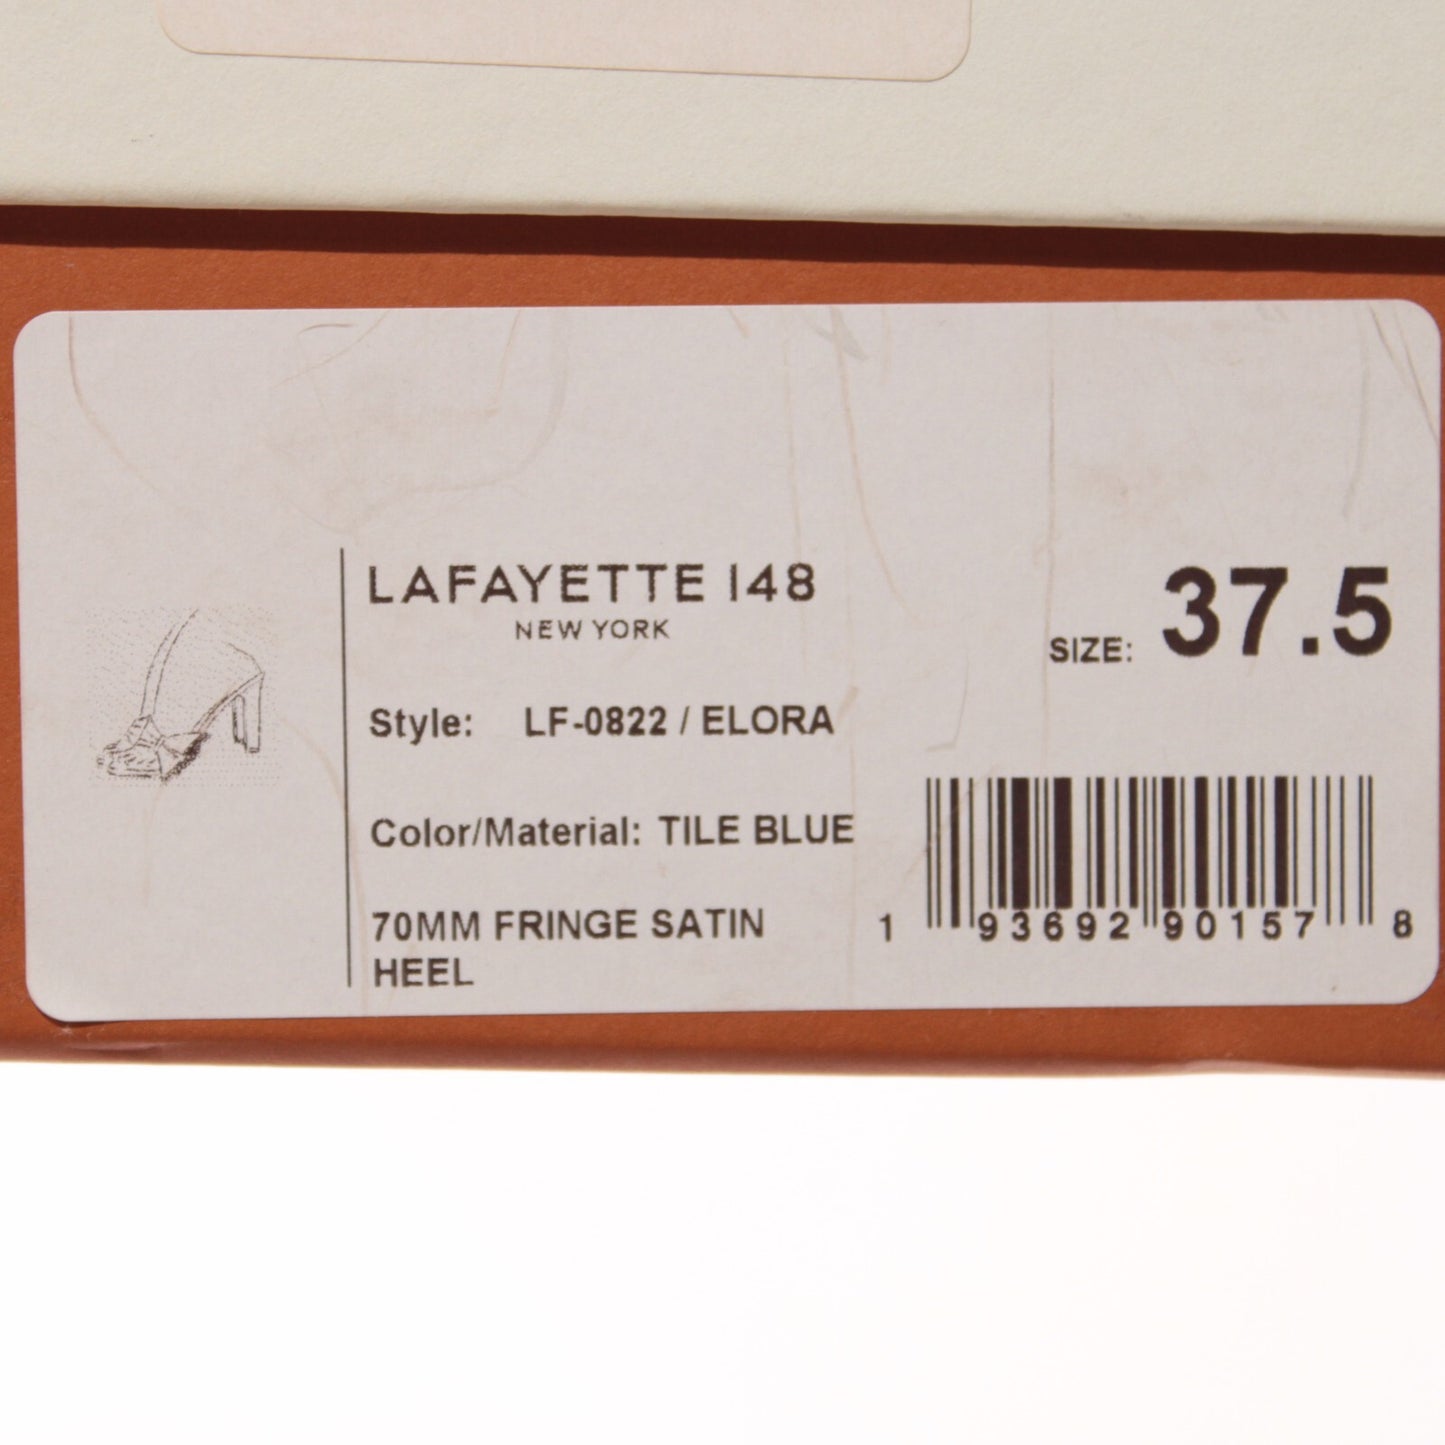 LAFAYETTE 148
NEW YORK
SIZE: 37.5
Style: LF-0822 / ELORA
Color/Material: TILE BLUE
70MM FRINGE SATIN
HEEL
1 93692 90157 8